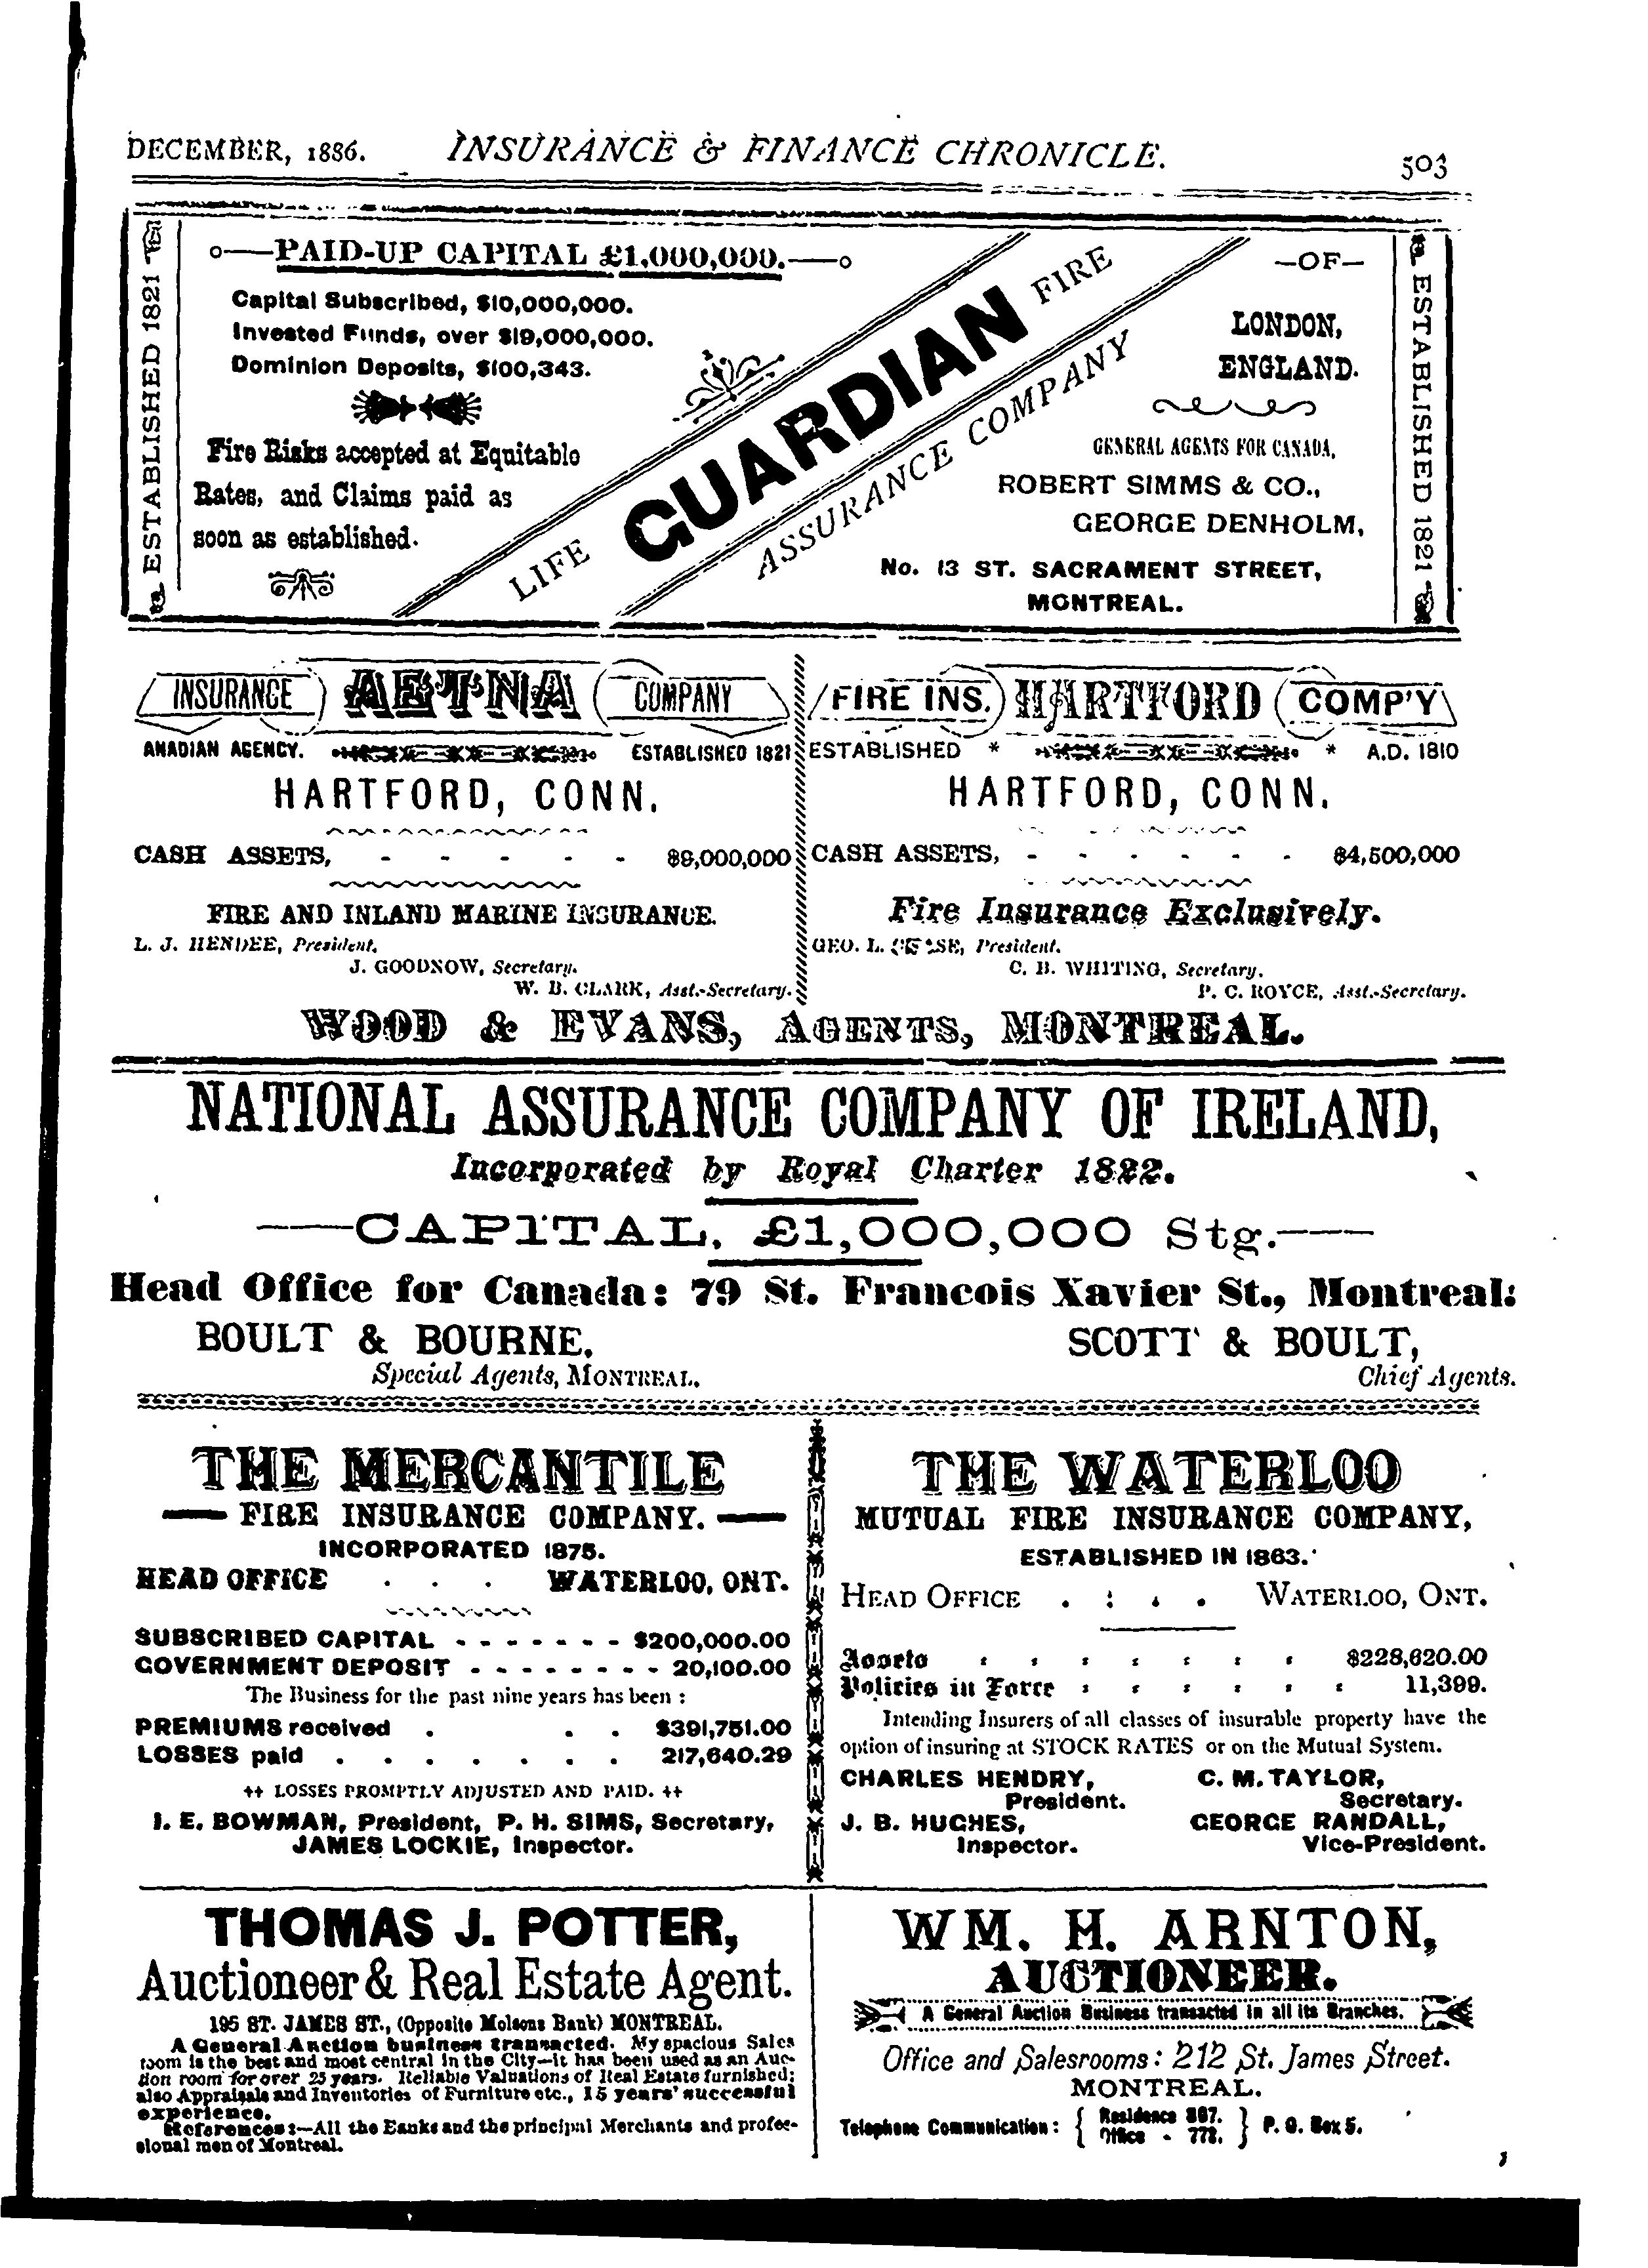 DECEMBER, 1886. INSURANCE & FINANCE CHRONICLE. 503
ESTABLISHED 1821
PAID-UP CAPITAL £1,000,000.
Capital Subscribed, $10,000,000.
Invested Funds, over $19,000,000.
Dominion Deposits, $100,343.
Fire Risks accepted at Equitable
Rates, and Claims paid as
soon as established.
GUARDIAN
FIRE
LIFE
ASSURANCE COMPANY
—OF—
LONDON,
ENGLAND.
GENERAL AGENTS FOR CANADA,
ROBERT SIMMS & CO.,
GEORGE DENHOLM,
No. 13 ST. SACRAMENT STREET,
MONTREAL.
ESTABLISHED 1821
INSURANCE AETNA COMPANY
ANADIAN AGENCY. ESTABLISHED 1821
HARTFORD, CONN.
CASH ASSETS, - - - - - $9,000,000
FIRE AND INLAND MARINE INSURANCE.
L. J. HENDEE, President.
J. GOODNOW, Secretary.
W. B. CLARK, Asst.-Secretary.
FIRE INS. HARTFORD COMP'Y
ESTABLISHED * * A.D. 1810
HARTFORD, CONN.
CASH ASSETS, - - - - - - $4,500,000
Fire Insurance Exclusively.
GEO. L. President.
C. B. WHITING, Secretary.
P. C. ROYCE, Asst.-Secretary.
WOOD & EVANS, AGENTS, MONTREAL.
NATIONAL ASSURANCE COMPANY OF IRELAND,
Incorporated by Royal Charter 1822.
——CAPITAL, £1,000,000 Stg.——
Head Office for Canada: 79 St. Francois Xavier St., Montreal:
BOULT & BOURNE,
Special Agents, MONTREAL.
SCOTT & BOULT,
Chief Agents.
THE MERCANTILE
— FIRE INSURANCE COMPANY. —
INCORPORATED 1875.
HEAD OFFICE . . . WATERLOO, ONT.
SUBSCRIBED CAPITAL - - - - - - - $200,000.00
GOVERNMENT DEPOSIT - - - - - - - - 20,100.00
The Business for the past nine years has been :
PREMIUMS received . . . $391,751.00
LOSSES paid . . . . . . . 217,640.29
++ LOSSES PROMPTLY ADJUSTED AND PAID. ++
I. E. BOWMAN, President, P. H. SIMS, Secretary,
JAMES LOCKIE, Inspector.
THE WATERLOO
MUTUAL FIRE INSURANCE COMPANY,
ESTABLISHED IN 1863.
HEAD OFFICE . : . . WATERLOO, ONT.
Assets : : : : : : : $228,620.00
Policies in Force : : : : : : 11,399.
Intending Insurers of all classes of insurable property have the
option of insuring at STOCK RATES or on the Mutual System.
CHARLES HENDRY, C. M. TAYLOR,
President. Secretary.
J. B. HUGHES, GEORGE RANDALL,
Inspector. Vice-President.
THOMAS J. POTTER,
Auctioneer & Real Estate Agent.
195 ST. JAMES ST., (Opposite Molsons Bank) MONTREAL.
A General Auction business transacted. My spacious Sales
room is the best and most central in the City—it has been used as an Auc-
tion room for over 25 years. Reliable Valuations of Real Estate furnished;
also Appraisals and Inventories of Furniture etc., 15 years' successful
experience.
References:—All the Banks and the principal Merchants and profes-
sional men of Montreal.
WM. H. ARNTON,
AUCTIONEER.
A General Auction Business transacted in all its Branches.
Office and Salesrooms: 212 St. James Street.
MONTREAL.
Telephone Communication: { Residence 867. Office - 773. } P. O. Box 5.